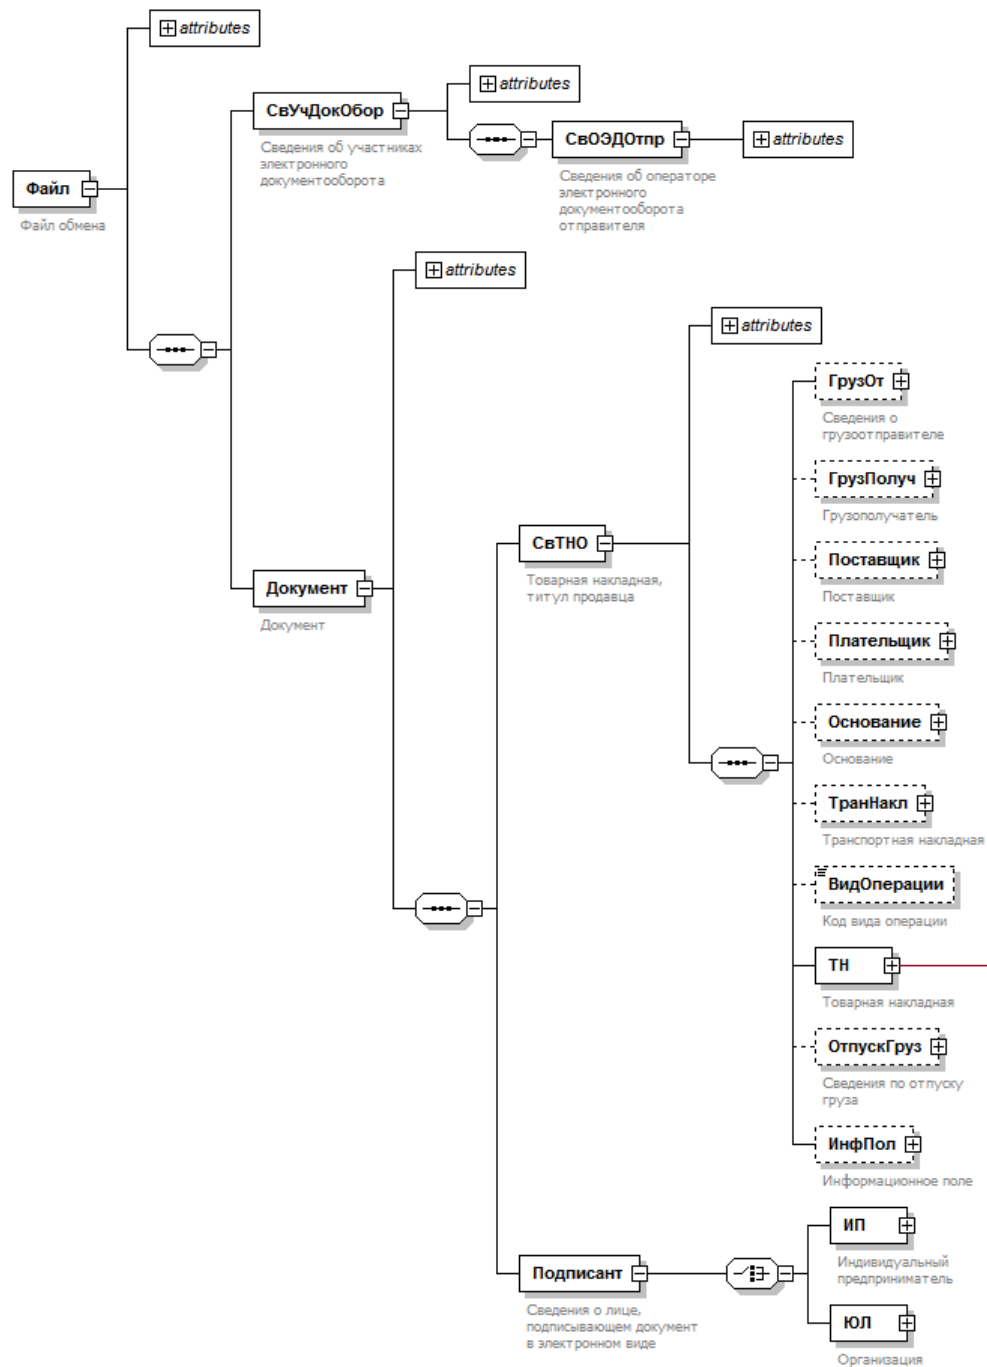 attributes
СвУчДокОбор
Сведения об участниках
электронного
документооборота
attributes
СвОЭДОтпр
Сведения об операторе
электронного
документооборота
отправителя
attributes
Файл
Файл обмена
attributes
Документ
Документ
СвТНО
Товарная накладная,
титул продавца
attributes
ГрузОт
Сведения о
грузоотправителе
ГрузПолуч
Грузополучатель
Поставщик
Поставщик
Плательщик
Плательщик
Основание
Основание
ТранНакл
Транспортная накладная
ВидОперации
Код вида операции
ТН
Товарная накладная
ОтпускГруз
Сведения по отпуску
груза
ИнфПол
Информационное поле
Подписант
Сведения о лице,
подписывающем документ
в электронном виде
ИП
Индивидуальный
предприниматель
ЮЛ
Организация